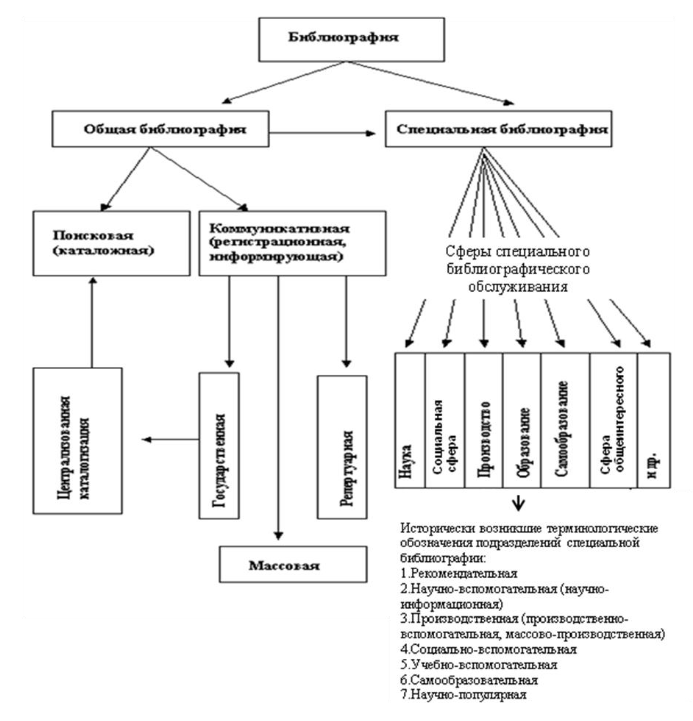 Библиография
Общая библиография
Специальная библиография
Поисковая
(каталожная)
Коммуникативная
(регистрационная,
информирующая)
Сферы специального
библиографического
обслуживания
Централизованная
каталогизация
Государственная
Репертуарная
Массовая
Наука
Социальная
сфера
Производство
Образование
Самообразование
Сфера
общеинтересного
и др.
Исторически возникшие терминологические
обозначения подразделений специальной
библиографии:
1.Рекомендательная
2.Научно-вспомогательная (научно-
информационная)
3.Производственная (производственно-
вспомогательная, массово-производственная)
4.Социально-вспомогательная
5.Учебно-вспомогательная
6.Самообразовательная
7.Научно-популярная